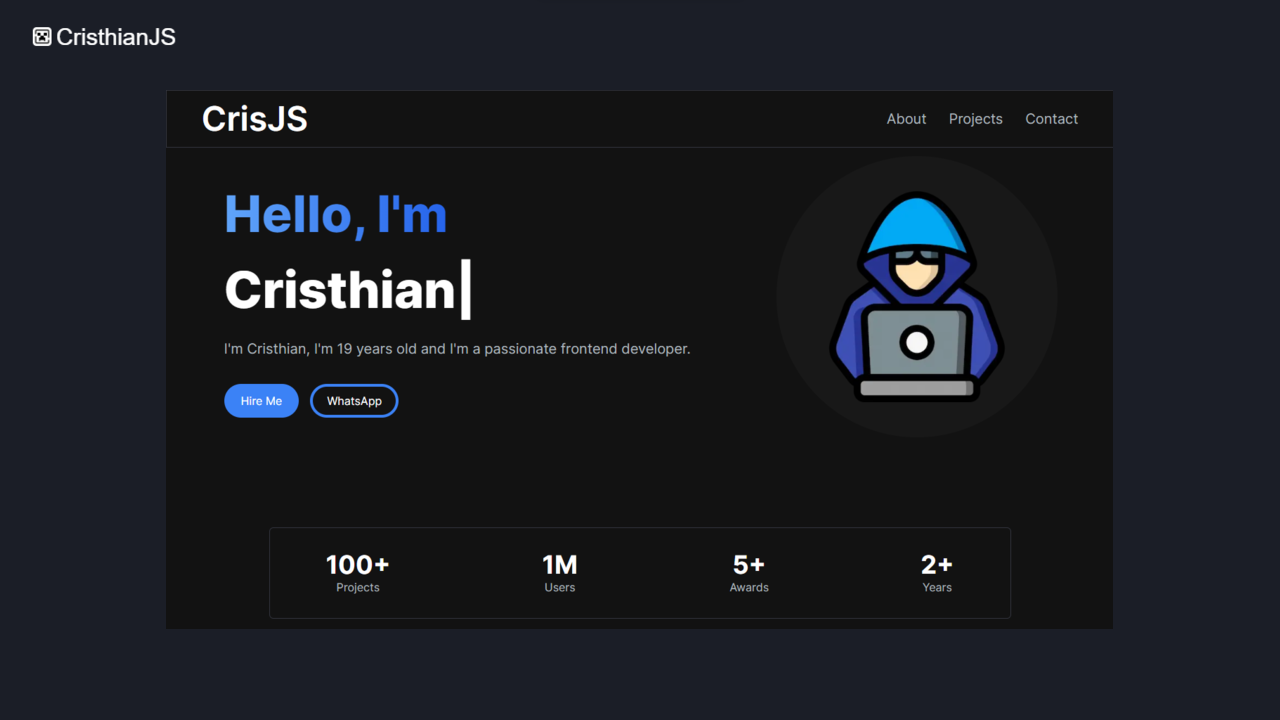 CristhianJS
CrisJS
About Projects Contact
Hello, I'm
Cristhian|
I'm Cristhian, I'm 19 years old and I'm a passionate frontend developer.
Hire Me WhatsApp
100+ 1M 5+ 2+
Projects Users Awards Years